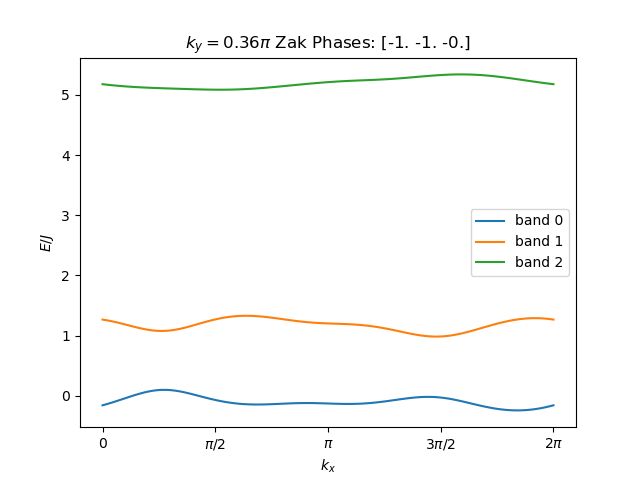 $k_y = 0.36\pi$ Zak Phases: [-1. -1. -0.]
5
4
3
2
1
0
E/J
band 0
band 1
band 2
0
π/2
π
3π/2
2π
$k_x$